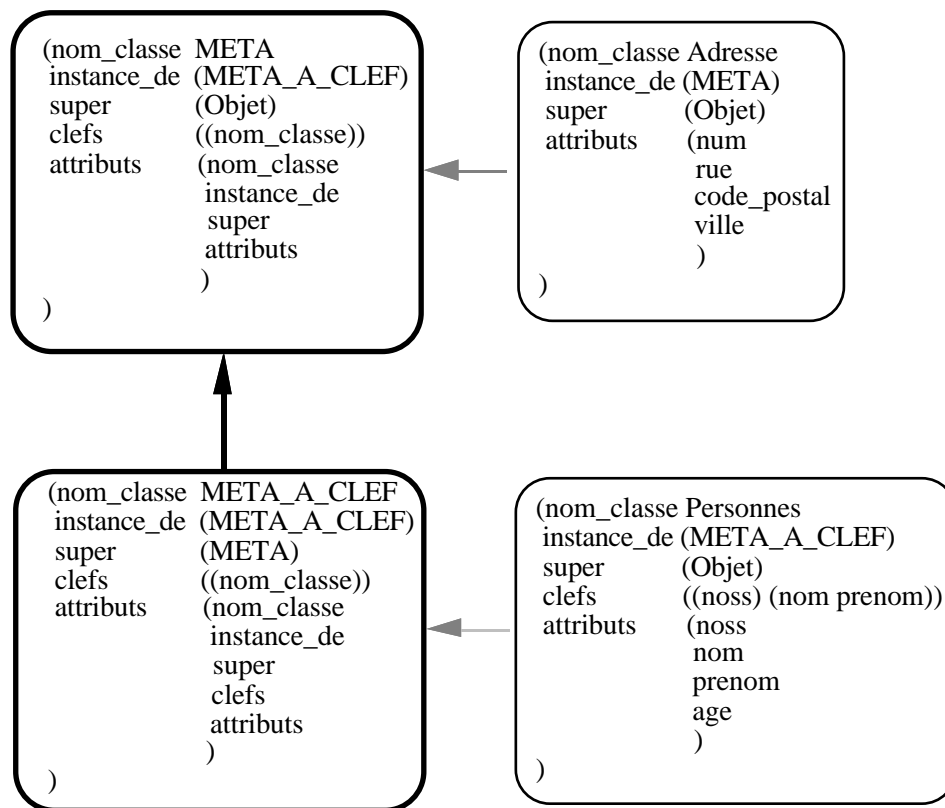 (nom_classe META
instance_de (META_A_CLEF)
super (Objet)
clefs ((nom_classe))
attributs (nom_classe
instance_de
super
attributs
)
)
(nom_classe Adresse
instance_de (META)
super (Objet)
attributs (num
rue
code_postal
ville
)
)
(nom_classe META_A_CLEF
instance_de (META_A_CLEF)
super (META)
clefs ((nom_classe))
attributs (nom_classe
instance_de
super
clefs
attributs
)
)
(nom_classe Personnes
instance_de (META_A_CLEF)
super (Objet)
clefs ((noss) (nom prenom))
attributs (noss
nom
prenom
age
)
)